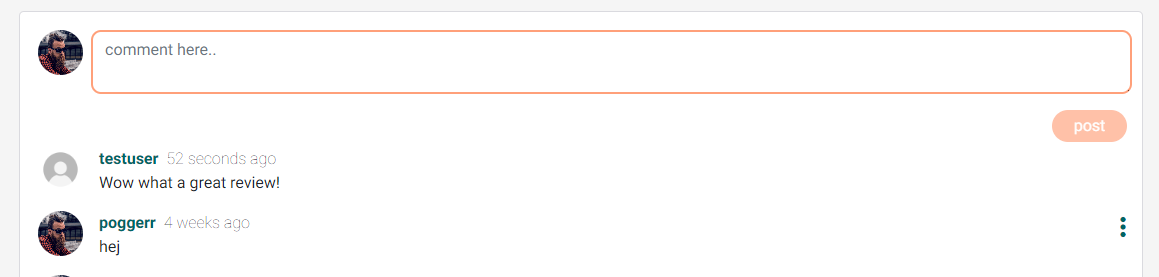 comment here..
post
testuser 52 seconds ago
Wow what a great review!
poggerr 4 weeks ago
hej